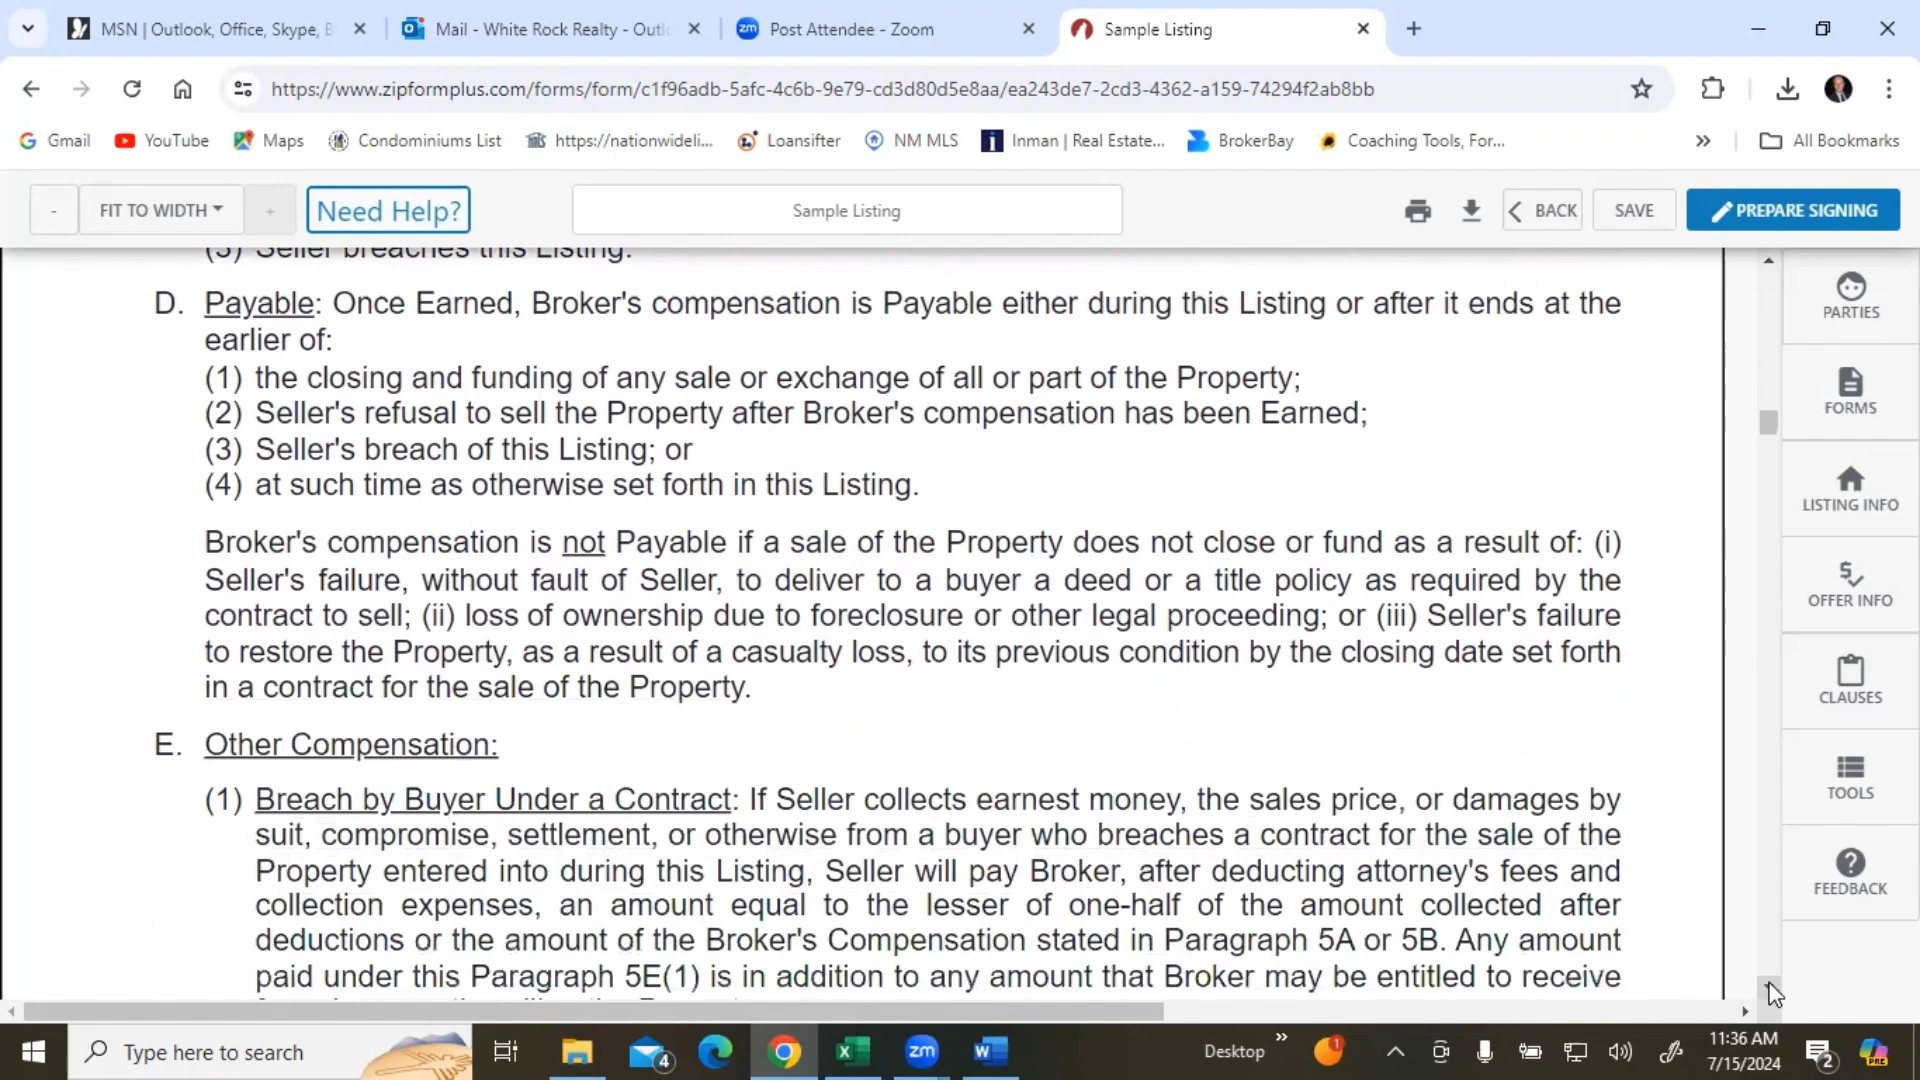 MSN | Outlook, Office, Skype, B
Mail - White Rock Realty - Outlo
zm Post Attendee - Zoom
Sample Listing
https://www.zipformplus.com/forms/form/c1f96adb-5afc-4c6b-9e79-cd3d80d5e8aa/ea243de7-2cd3-4362-a159-74294f2ab8bb
Gmail YouTube Maps Condominiums List https://nationwideli... Loansifter NM MLS Inman | Real Estate... BrokerBay Coaching Tools, For... » All Bookmarks
- FIT TO WIDTH + Need Help? Sample Listing BACK SAVE PREPARE SIGNING
Seller breaches this Listing.
D. Payable: Once Earned, Broker's compensation is Payable either during this Listing or after it ends at the
earlier of:
(1) the closing and funding of any sale or exchange of all or part of the Property;
(2) Seller's refusal to sell the Property after Broker's compensation has been Earned;
(3) Seller's breach of this Listing; or
(4) at such time as otherwise set forth in this Listing.
Broker's compensation is not Payable if a sale of the Property does not close or fund as a result of: (i)
Seller's failure, without fault of Seller, to deliver to a buyer a deed or a title policy as required by the
contract to sell; (ii) loss of ownership due to foreclosure or other legal proceeding; or (iii) Seller's failure
to restore the Property, as a result of a casualty loss, to its previous condition by the closing date set forth
in a contract for the sale of the Property.
E. Other Compensation:
(1) Breach by Buyer Under a Contract: If Seller collects earnest money, the sales price, or damages by
suit, compromise, settlement, or otherwise from a buyer who breaches a contract for the sale of the
Property entered into during this Listing, Seller will pay Broker, after deducting attorney's fees and
collection expenses, an amount equal to the lesser of one-half of the amount collected after
deductions or the amount of the Broker's Compensation stated in Paragraph 5A or 5B. Any amount
paid under this Paragraph 5E(1) is in addition to any amount that Broker may be entitled to receive
PARTIES
FORMS
LISTING INFO
OFFER INFO
CLAUSES
TOOLS
FEEDBACK
Type here to search
4
zm
Desktop »
1
11:36 AM
7/15/2024
2
PRE